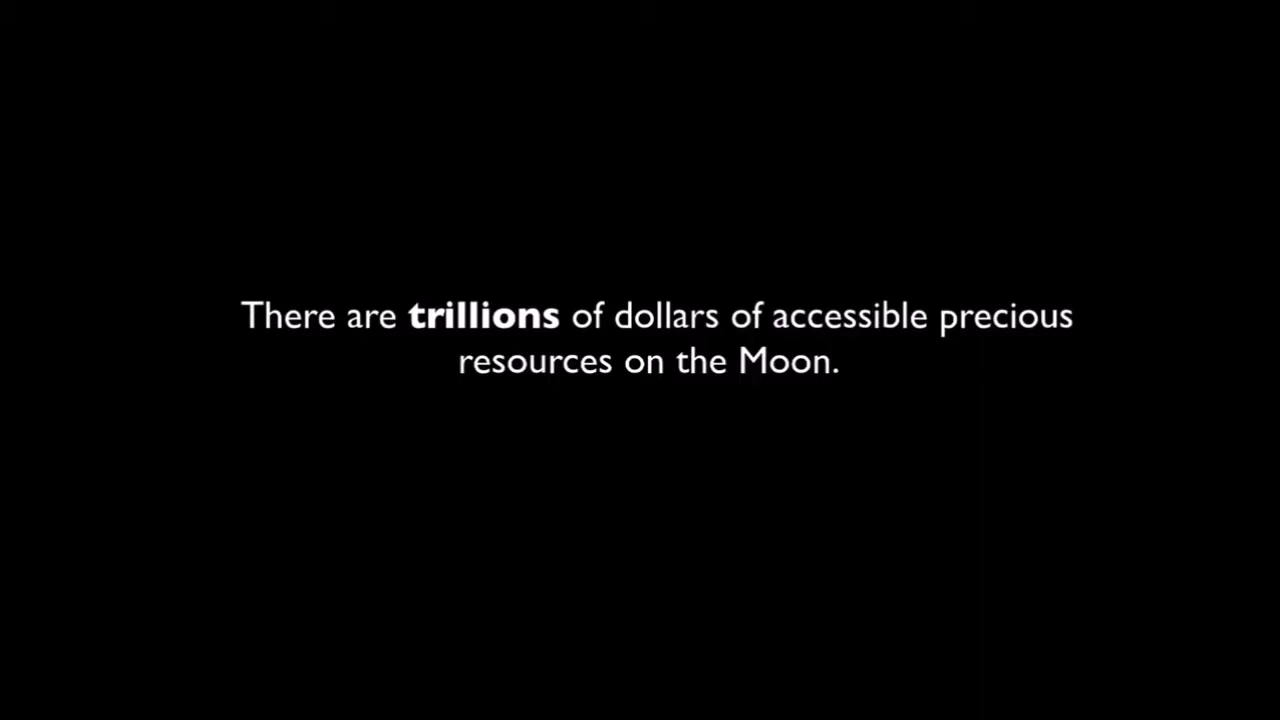 There are trillions of dollars of accessible precious
resources on the Moon.